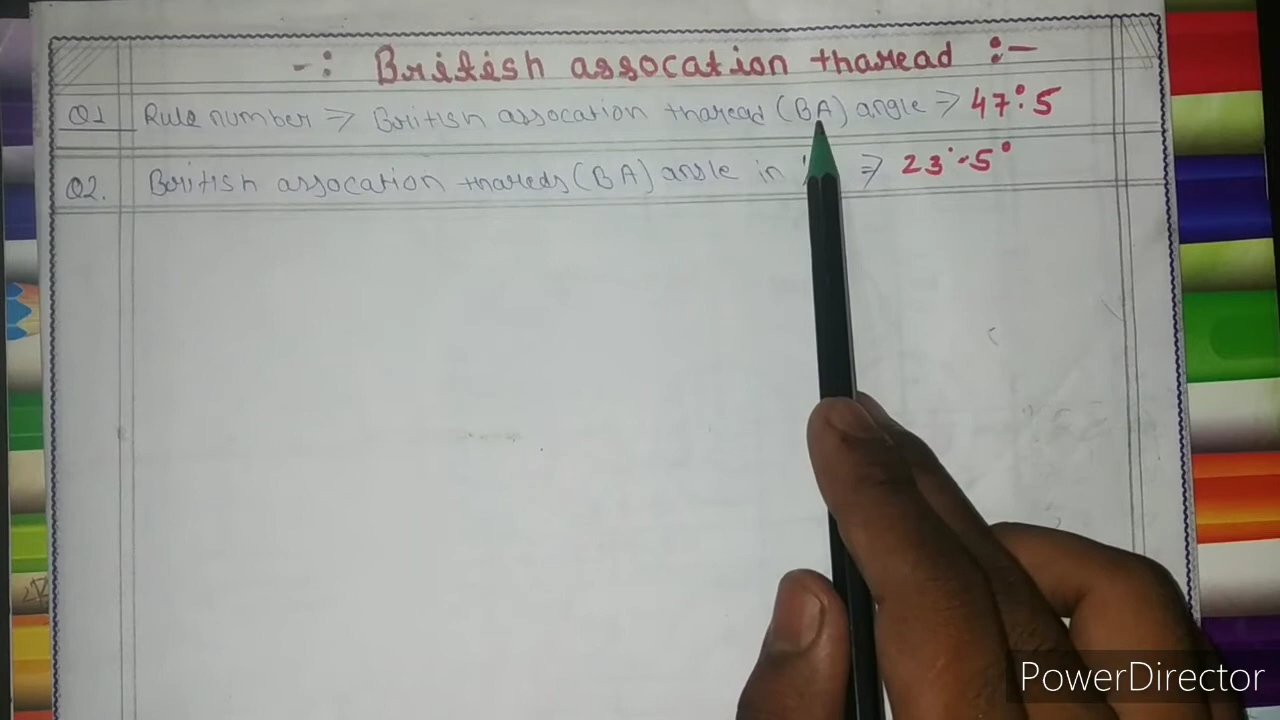 -: British assocation tharead :-
Q1 Rule number ⇒ British assocation tharead (BA) angle ⇒ 47°.5
Q2. British assocation thareds (BA) angle in ⇒ 23°.5°
PowerDirector